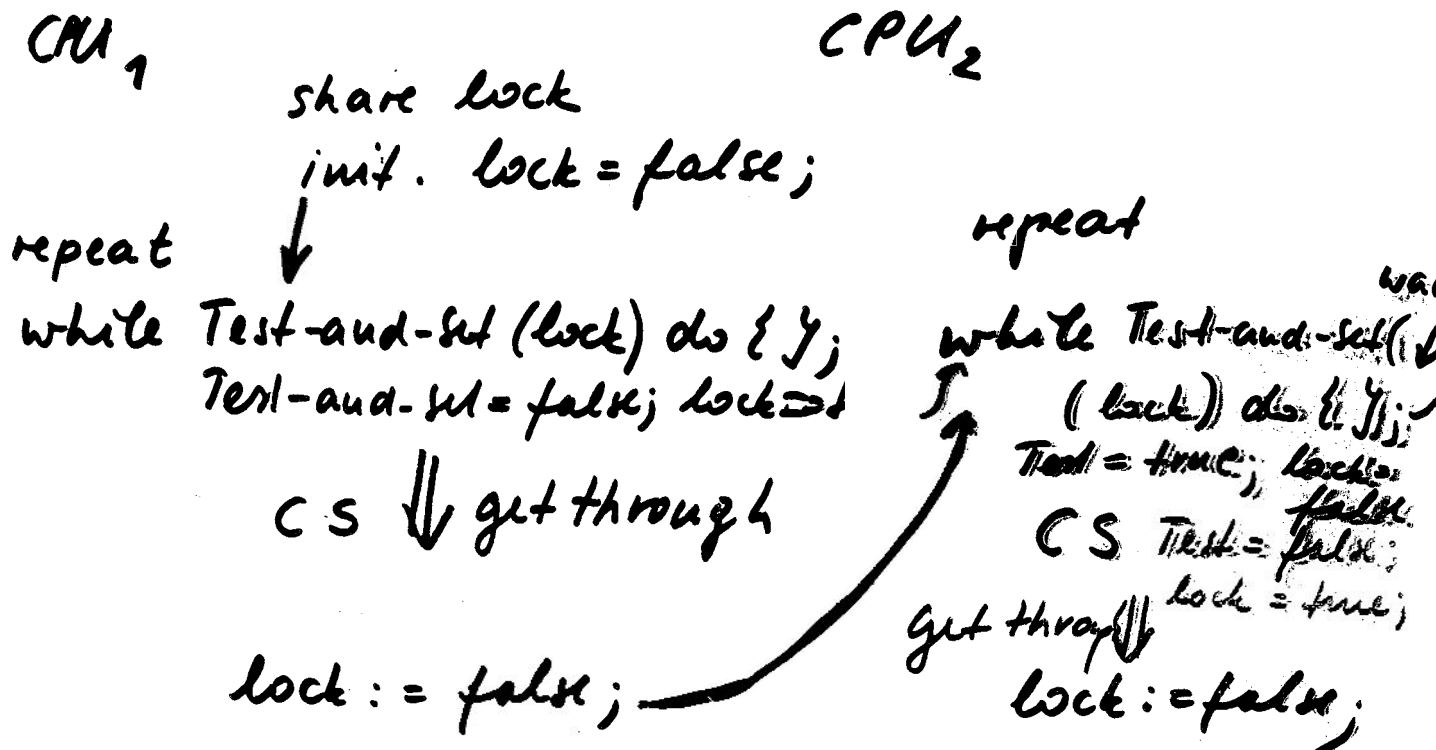 CPU1
share lock
init. lock = false;
repeat
while Test-and-set (lock) do { };
Test-and-set = false; lock =
CS get through
lock := false;
CPU2
repeat
while Test-and-set(
(lock)) do { };
Test = true; lock =
false
CS Test = false;
lock = true;
get
lock := false;